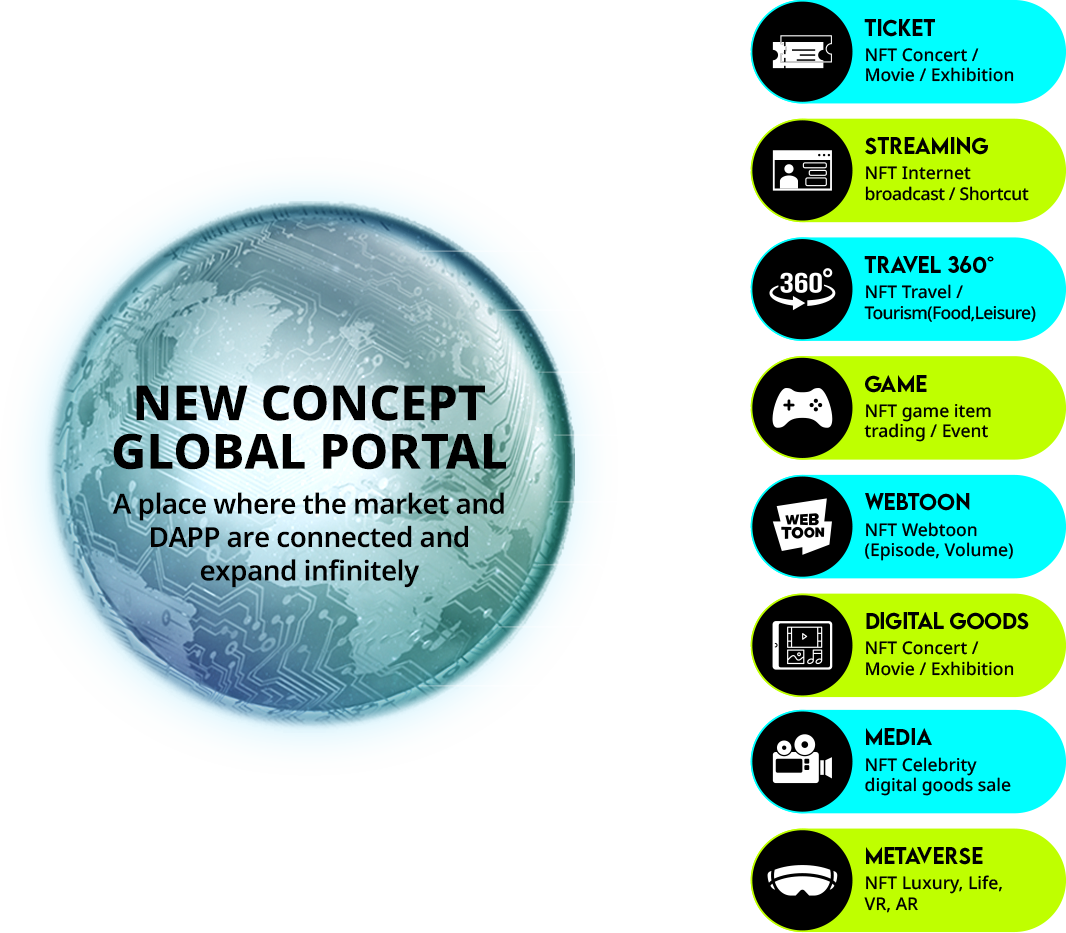 NEW CONCEPT
GLOBAL PORTAL
A place where the market and
DAPP are connected and
expand infinitely
TICKET
NFT Concert /
Movie / Exhibition
STREAMING
NFT Internet
broadcast / Shortcut
360°
TRAVEL 360°
NFT Travel /
Tourism(Food,Leisure)
GAME
NFT game item
trading / Event
WEB
TOON
WEBTOON
NFT Webtoon
(Episode, Volume)
DIGITAL GOODS
NFT Concert /
Movie / Exhibition
MEDIA
NFT Celebrity
digital goods sale
METAVERSE
NFT Luxury, Life,
VR, AR